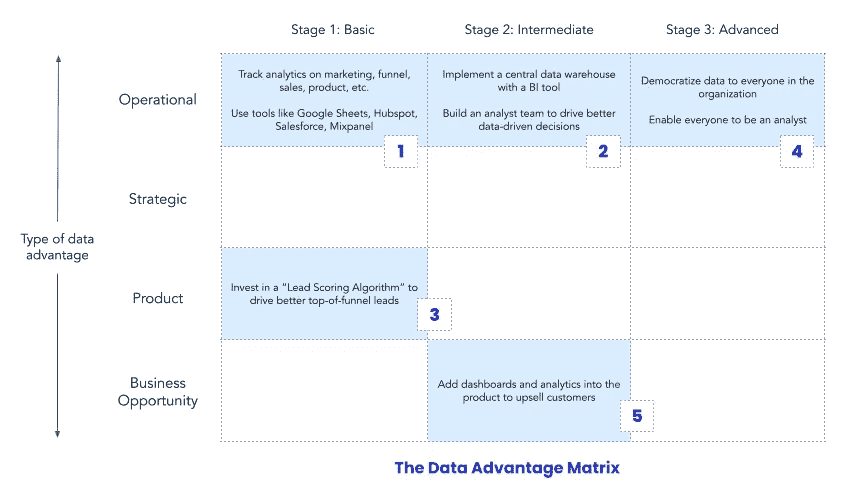 Stage 1: Basic
Stage 2: Intermediate
Stage 3: Advanced
Type of data
advantage
Operational
Track analytics on marketing, funnel,
sales, product, etc.
Use tools like Google Sheets, Hubspot,
Salesforce, Mixpanel
1
Implement a central data warehouse
with a BI tool
Build an analyst team to drive better
data-driven decisions
2
Democratize data to everyone in the
organization
Enable everyone to be an analyst
4
Strategic
Product
Invest in a “Lead Scoring Algorithm” to
drive better top-of-funnel leads
3
Business
Opportunity
Add dashboards and analytics into the
product to upsell customers
5
The Data Advantage Matrix